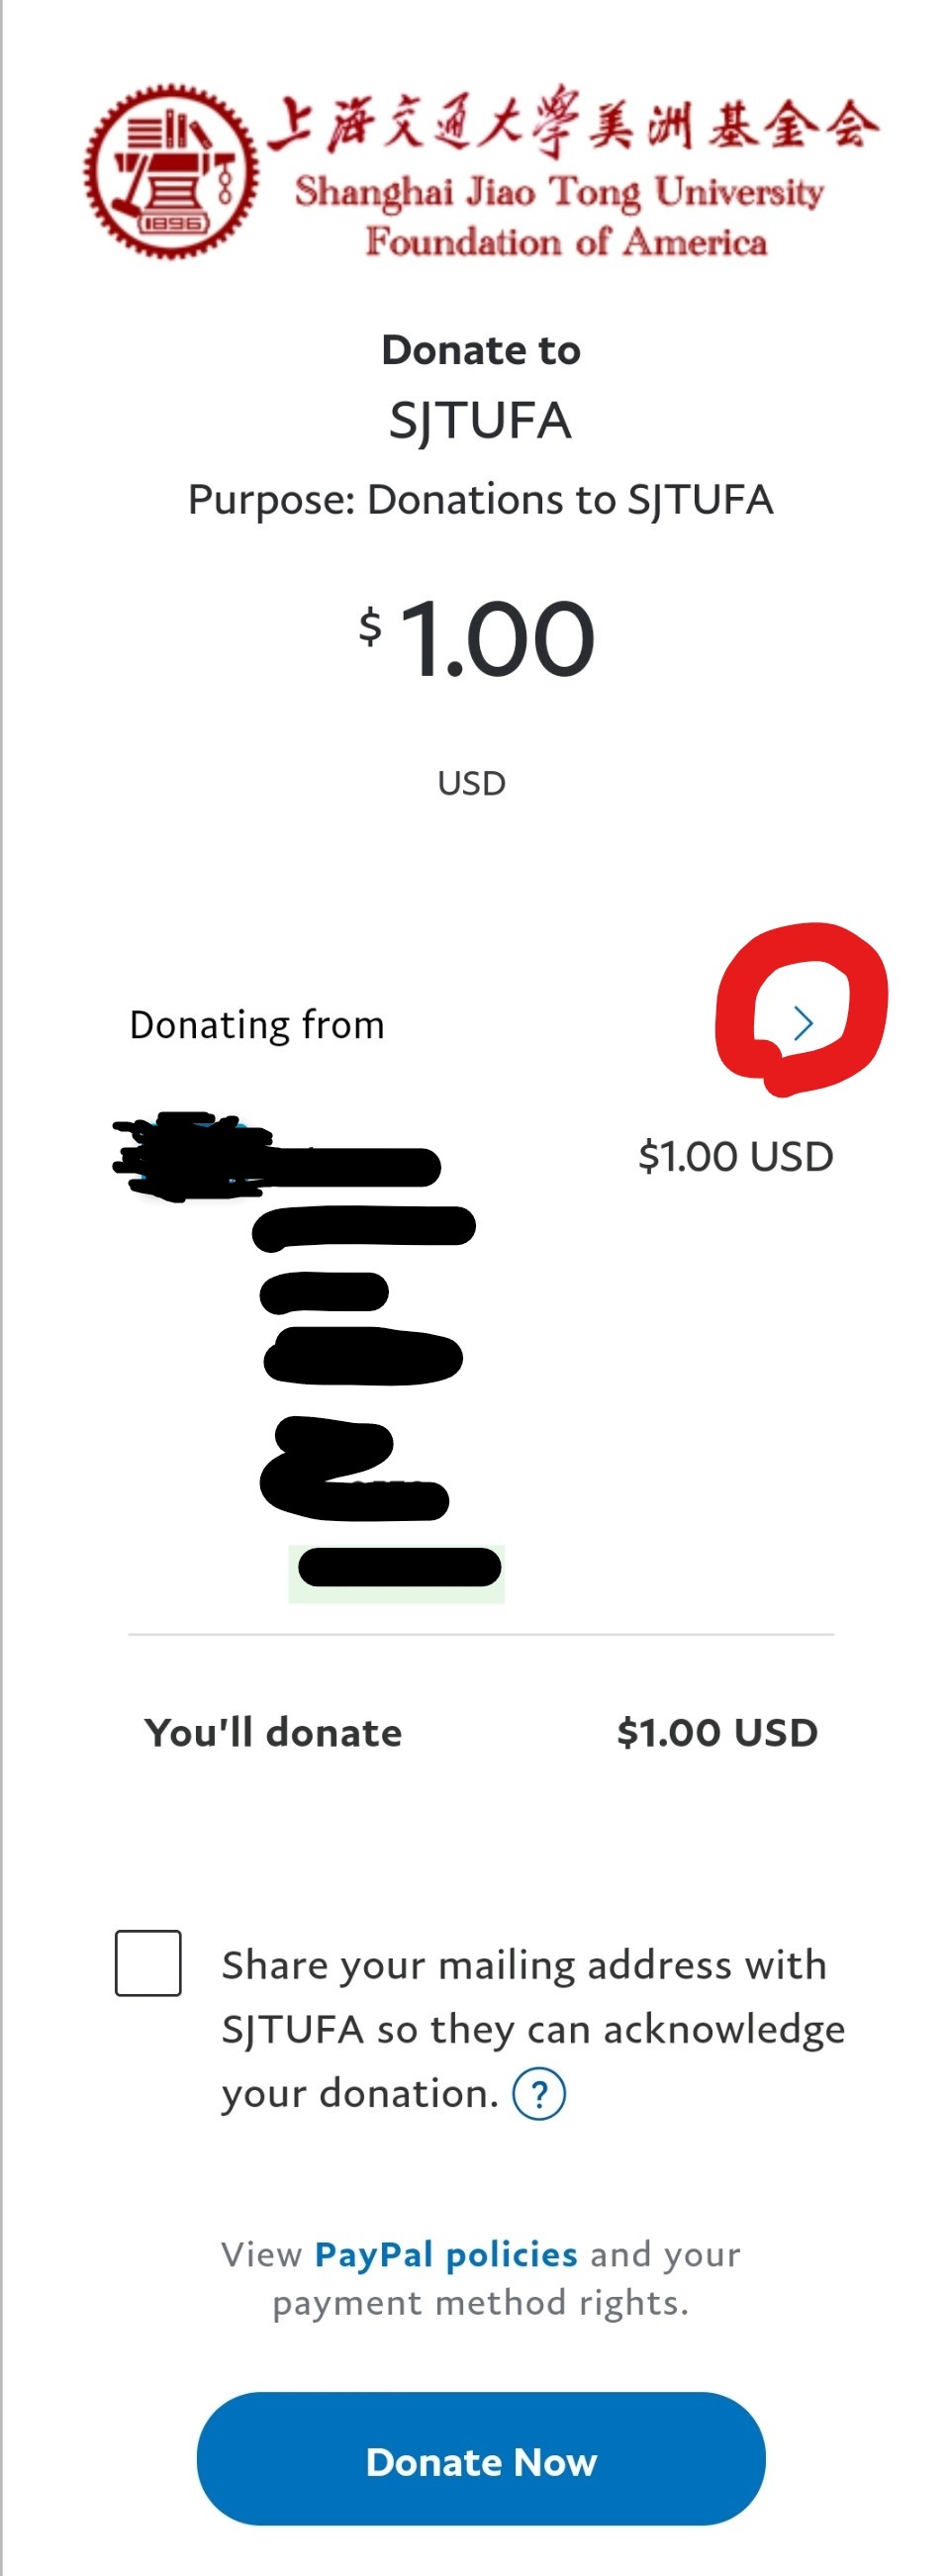 上海交通大學美洲基金会
Shanghai Jiao Tong University
Foundation of America
1896
Donate to
SJTUFA
Purpose: Donations to SJTUFA
$ 1.00
USD
Donating from
$1.00 USD
You'll donate $1.00 USD
Share your mailing address with
SJTUFA so they can acknowledge
your donation. ?
View PayPal policies and your
payment method rights.
Donate Now